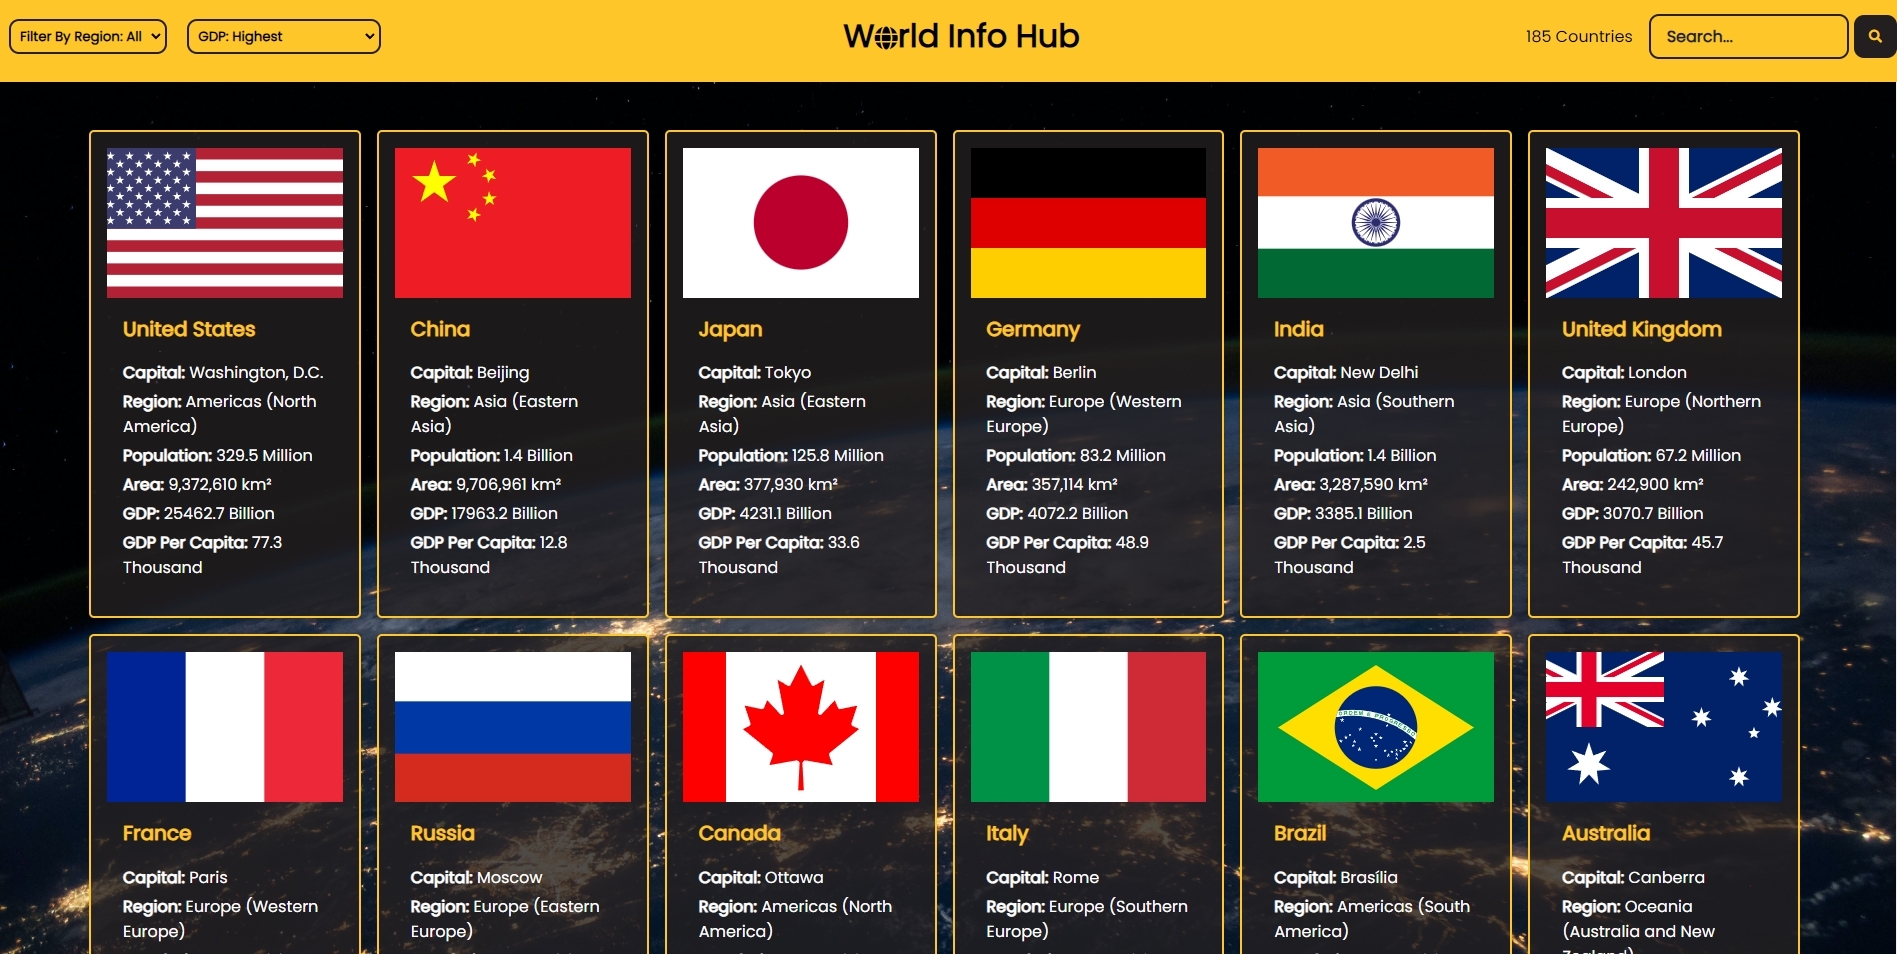 Filter By Region: All
GDP: Highest
World Info Hub
185 Countries
Search...
United States
Capital: Washington, D.C.
Region: Americas (North
America)
Population: 329.5 Million
Area: 9,372,610 km²
GDP: 25462.7 Billion
GDP Per Capita: 77.3
Thousand
China
Capital: Beijing
Region: Asia (Eastern
Asia)
Population: 1.4 Billion
Area: 9,706,961 km²
GDP: 17963.2 Billion
GDP Per Capita: 12.8
Thousand
Japan
Capital: Tokyo
Region: Asia (Eastern
Asia)
Population: 125.8 Million
Area: 377,930 km²
GDP: 4231.1 Billion
GDP Per Capita: 33.6
Thousand
Germany
Capital: Berlin
Region: Europe (Western
Europe)
Population: 83.2 Million
Area: 357,114 km²
GDP: 4072.2 Billion
GDP Per Capita: 48.9
Thousand
India
Capital: New Delhi
Region: Asia (Southern
Asia)
Population: 1.4 Billion
Area: 3,287,590 km²
GDP: 3385.1 Billion
GDP Per Capita: 2.5
Thousand
United Kingdom
Capital: London
Region: Europe (Northern
Europe)
Population: 67.2 Million
Area: 242,900 km²
GDP: 3070.7 Billion
GDP Per Capita: 45.7
Thousand
France
Capital: Paris
Region: Europe (Western
Europe)
Russia
Capital: Moscow
Region: Europe (Eastern
Europe)
Canada
Capital: Ottawa
Region: Americas (North
America)
Italy
Capital: Rome
Region: Europe (Southern
Europe)
ORDEM E PROGRESSO
Brazil
Capital: Brasília
Region: Americas (South
America)
Australia
Capital: Canberra
Region: Oceania
(Australia and New